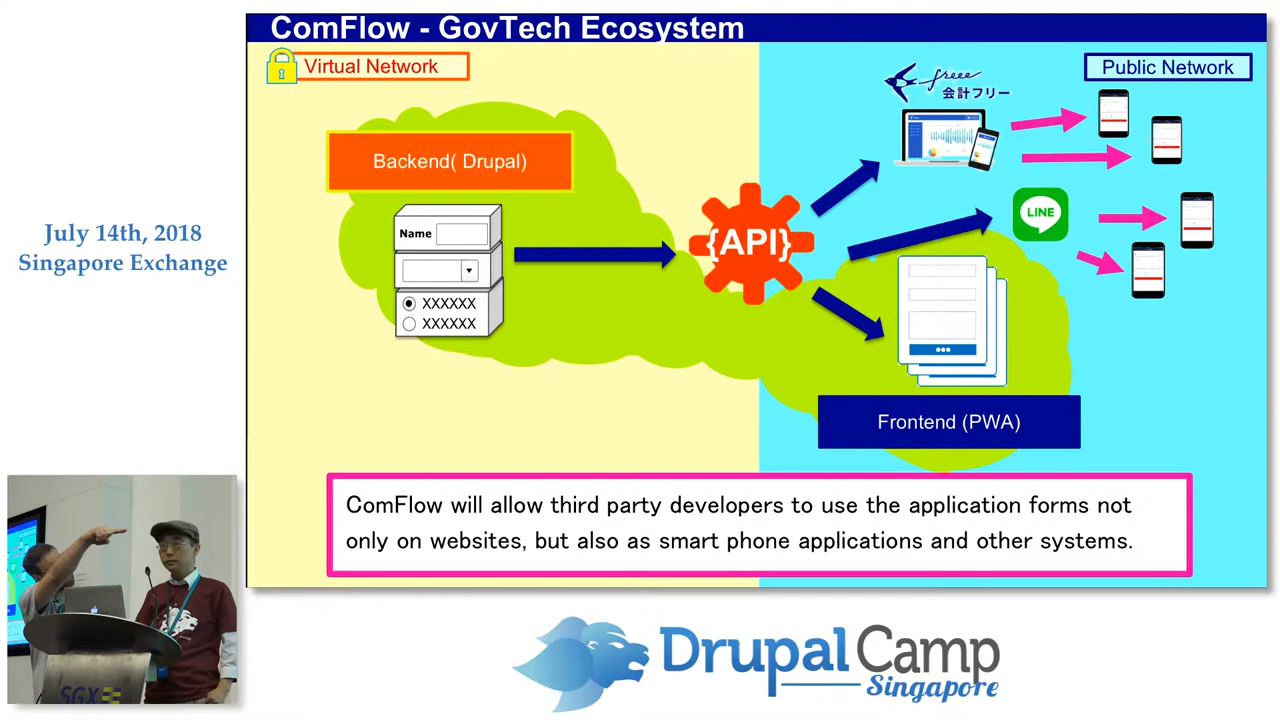 ComFlow - GovTech Ecosystem
Virtual Network
Public Network
freee
会計フリー
Backend( Drupal)
July 14th, 2018
Singapore Exchange
Name
{API}
LINE
XXXXXX
XXXXXX
Frontend (PWA)
ComFlow will allow third party developers to use the application forms not
only on websites, but also as smart phone applications and other systems.
SGX
DrupalCamp
Singapore